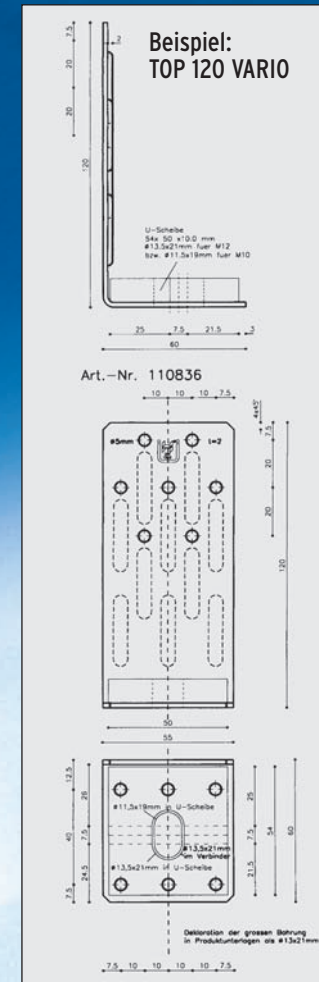 Beispiel:
TOP 120 VARIO
7.5
2
20
20
120
U-Scheibe
54x 50 x10.0 mm
ø13,5x21mm fuer M12
bzw. ø11,5x19mm fuer M10
25 7.5 21.5 3
60
Art.-Nr. 110836
10 10 10 7.5
4x45°
ø5mm t=2
7.5
20
20
120
50
55
12.5
26
ø11,5x19mm in U-Scheibe
25
40
7.5
ø13,5x21mm
im Verbinder
7.5
54
60
ø13,5x21mm in U-Scheibe
24.5
21.5
7.5
Deklaration der grossen Bohrung
in Produktunterlagen als ø13x21mm
7.5 10 10 10 10 7.5